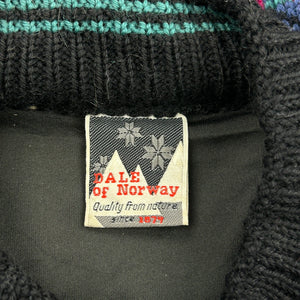 DALE
of Norway
Quality from nature
since 1879